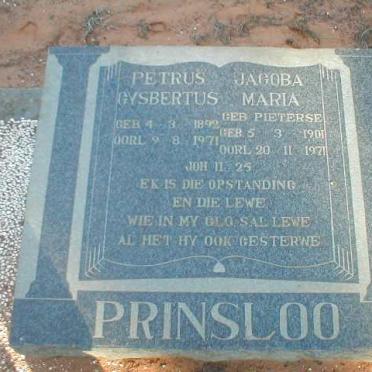 PETRUS JACOBA
GYSBERTUS MARIA
GEB PIETERSE
GEB 4 3 1892 GEB 5 3 1901
OORL 9 8 1971 OORL 20 11 1971
JOH 11 25
EK IS DIE OPSTANDING
EN DIE LEWE
WIE IN MY GLO SAL LEWE
AL HET HY OOK GESTERWE
PRINSLOO